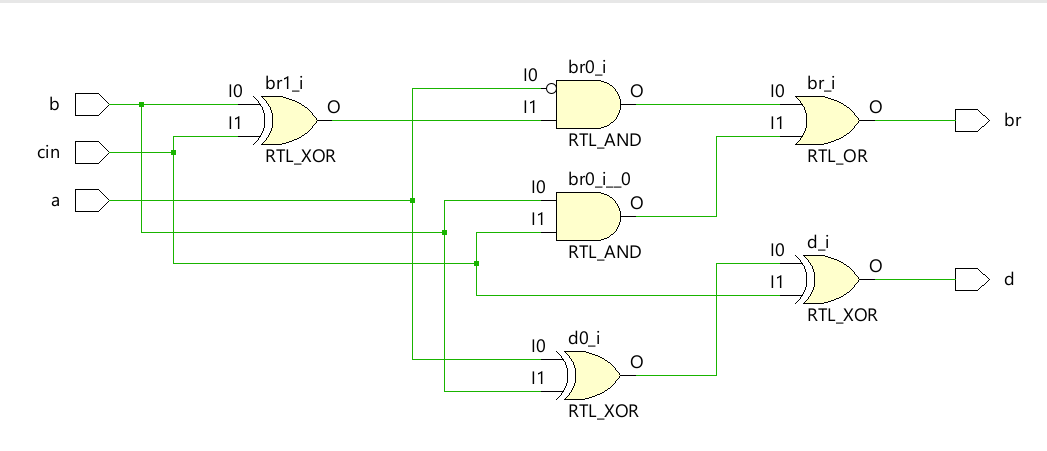 b
cin
a
I0
I1
br1_i
O
RTL_XOR
I0
I1
br0_i
O
RTL_AND
I0
I1
br0_i__0
O
RTL_AND
I0
I1
d0_i
O
RTL_XOR
I0
I1
br_i
O
RTL_OR
br
I0
I1
d_i
O
RTL_XOR
d